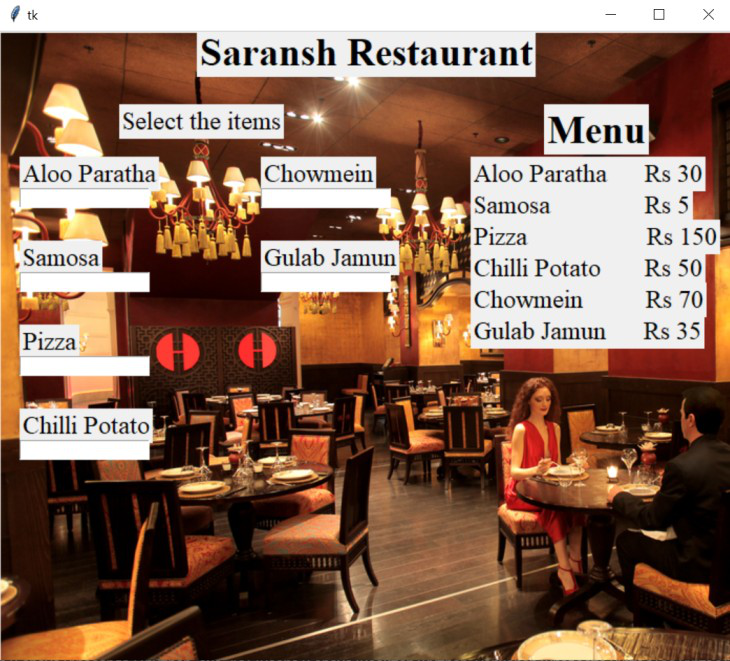 tk
Saransh Restaurant
Select the items
Aloo Paratha
Chowmein
Samosa
Gulab Jamun
Pizza
Chilli Potato
Menu
Aloo Paratha Rs 30
Samosa Rs 5
Pizza Rs 150
Chilli Potato Rs 50
Chowmein Rs 70
Gulab Jamun Rs 35